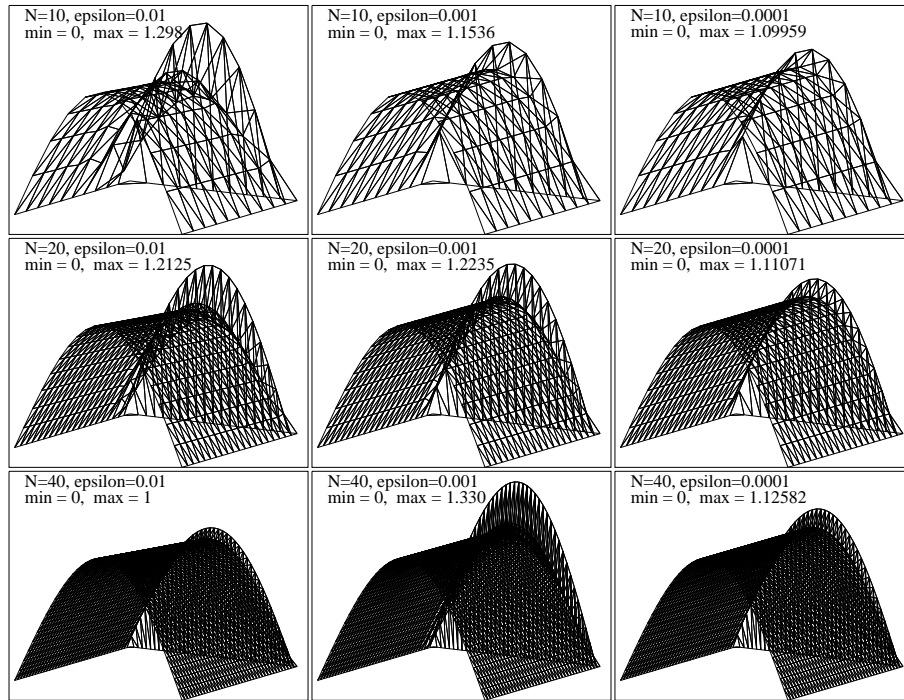 N=10, epsilon=0.01
min = 0, max = 1.298
N=10, epsilon=0.001
min = 0, max = 1.1536
N=10, epsilon=0.0001
min = 0, max = 1.09959
N=20, epsilon=0.01
min = 0, max = 1.2125
N=20, epsilon=0.001
min = 0, max = 1.2235
N=20, epsilon=0.0001
min = 0, max = 1.11071
N=40, epsilon=0.01
min = 0, max = 1
N=40, epsilon=0.001
min = 0, max = 1.330
N=40, epsilon=0.0001
min = 0, max = 1.12582